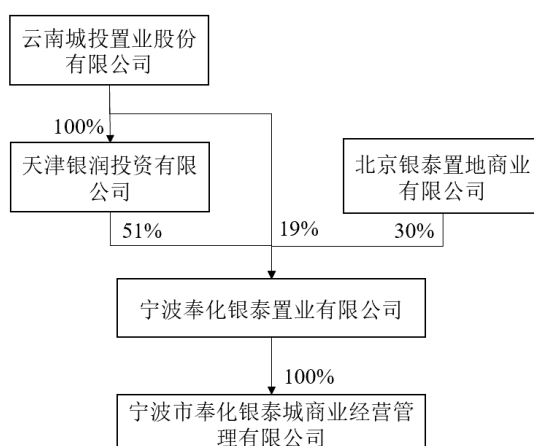 云南城投置业股份
有限公司
100%
天津银润投资有限
公司
北京银泰置地商业
有限公司
51%
19%
30%
宁波奉化银泰置业有限公司
100%
宁波市奉化银泰城商业经营管
理有限公司